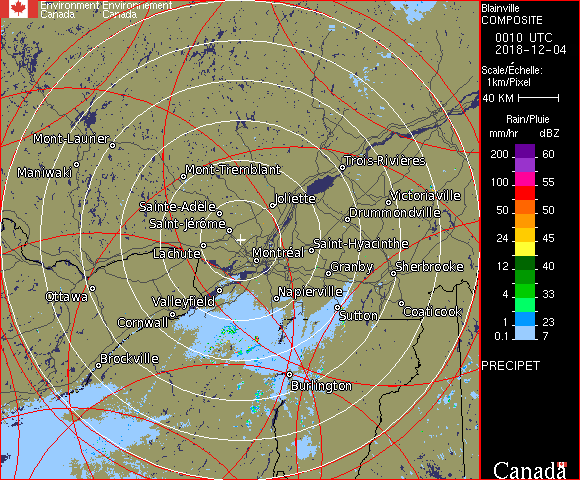 Environment Environnement
Canada Canada
Blainville
COMPOSITE
0010 UTC
2018-12-04
Scale/Échelle:
1km/Pixel
40 KM
Rain/Pluie
mm/hr dBZ
200 60
100 55
50 50
24 45
12 40
4 33
1 23
0.1 7
PRECIPET
Canada
Mont-Laurier
Maniwaki
Mont-Tremblant
Trois-Rivières
Joliette
Victoriaville
Sainte-Adele
Drummondville
Saint-Jérôme
Saint-Hyacinthe
Lachute
Montréal
Granby
Sherbrooke
Ottawa
Valleyfield
Napierville
Cornwall
Sutton
Coaticook
Brockville
Burlington